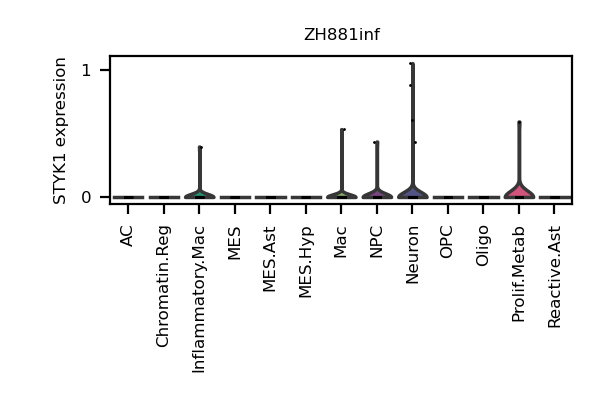 ZH881inf
STYK1 expression
1
0
AC
Chromatin.Reg
Inflammatory.Mac
MES
MES.Ast
MES.Hyp
Mac
NPC
Neuron
OPC
Oligo
Prolif.Metab
Reactive.Ast